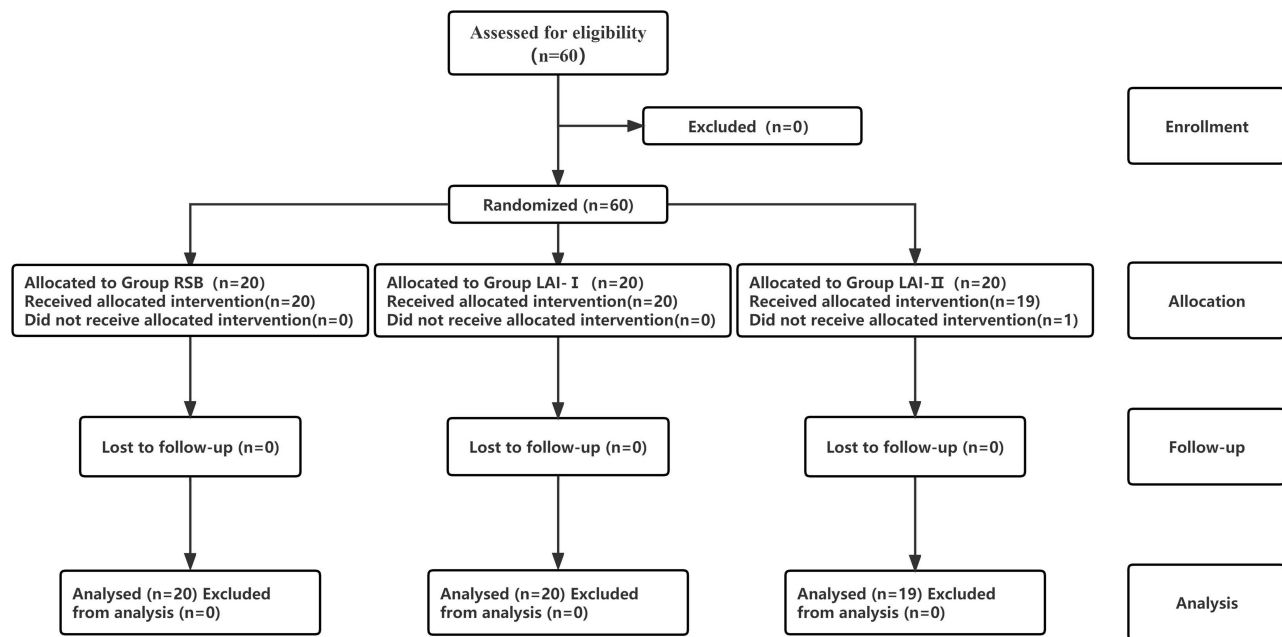 Assessed for eligibility
(n=60)
Excluded (n=0)
Enrollment
Randomized (n=60)
Allocated to Group RSB (n=20)
Received allocated intervention(n=20)
Did not receive allocated intervention(n=0)
Allocated to Group LAI-Ⅰ (n=20)
Received allocated intervention(n=20)
Did not receive allocated intervention(n=0)
Allocated to Group LAI-Ⅱ (n=20)
Received allocated intervention(n=19)
Did not receive allocated intervention(n=1)
Allocation
Lost to follow-up (n=0)
Lost to follow-up (n=0)
Lost to follow-up (n=0)
Follow-up
Analysed (n=20) Excluded
from analysis (n=0)
Analysed (n=20) Excluded
from analysis (n=0)
Analysed (n=19) Excluded
from analysis (n=0)
Analysis